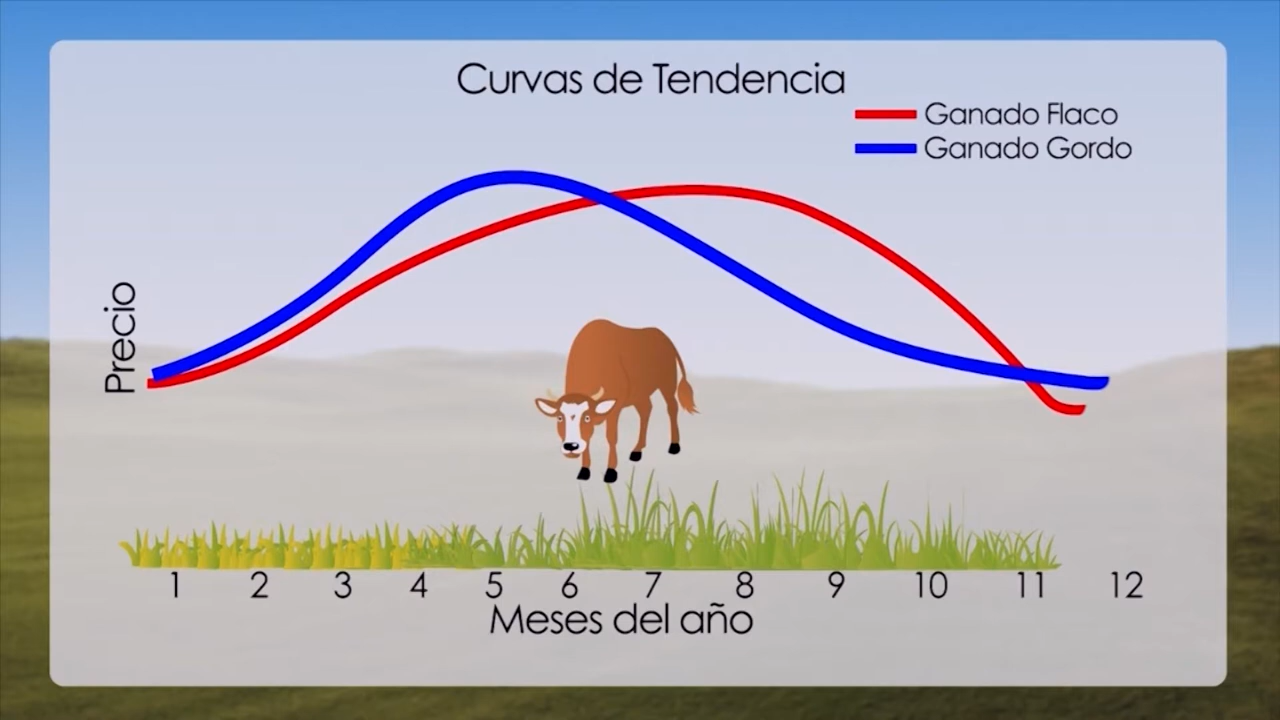 Curvas de Tendencia
Ganado Flaco
Ganado Gordo
Precio
1 2 3 4 5 6 7 8 9 10 11 12
Meses del año